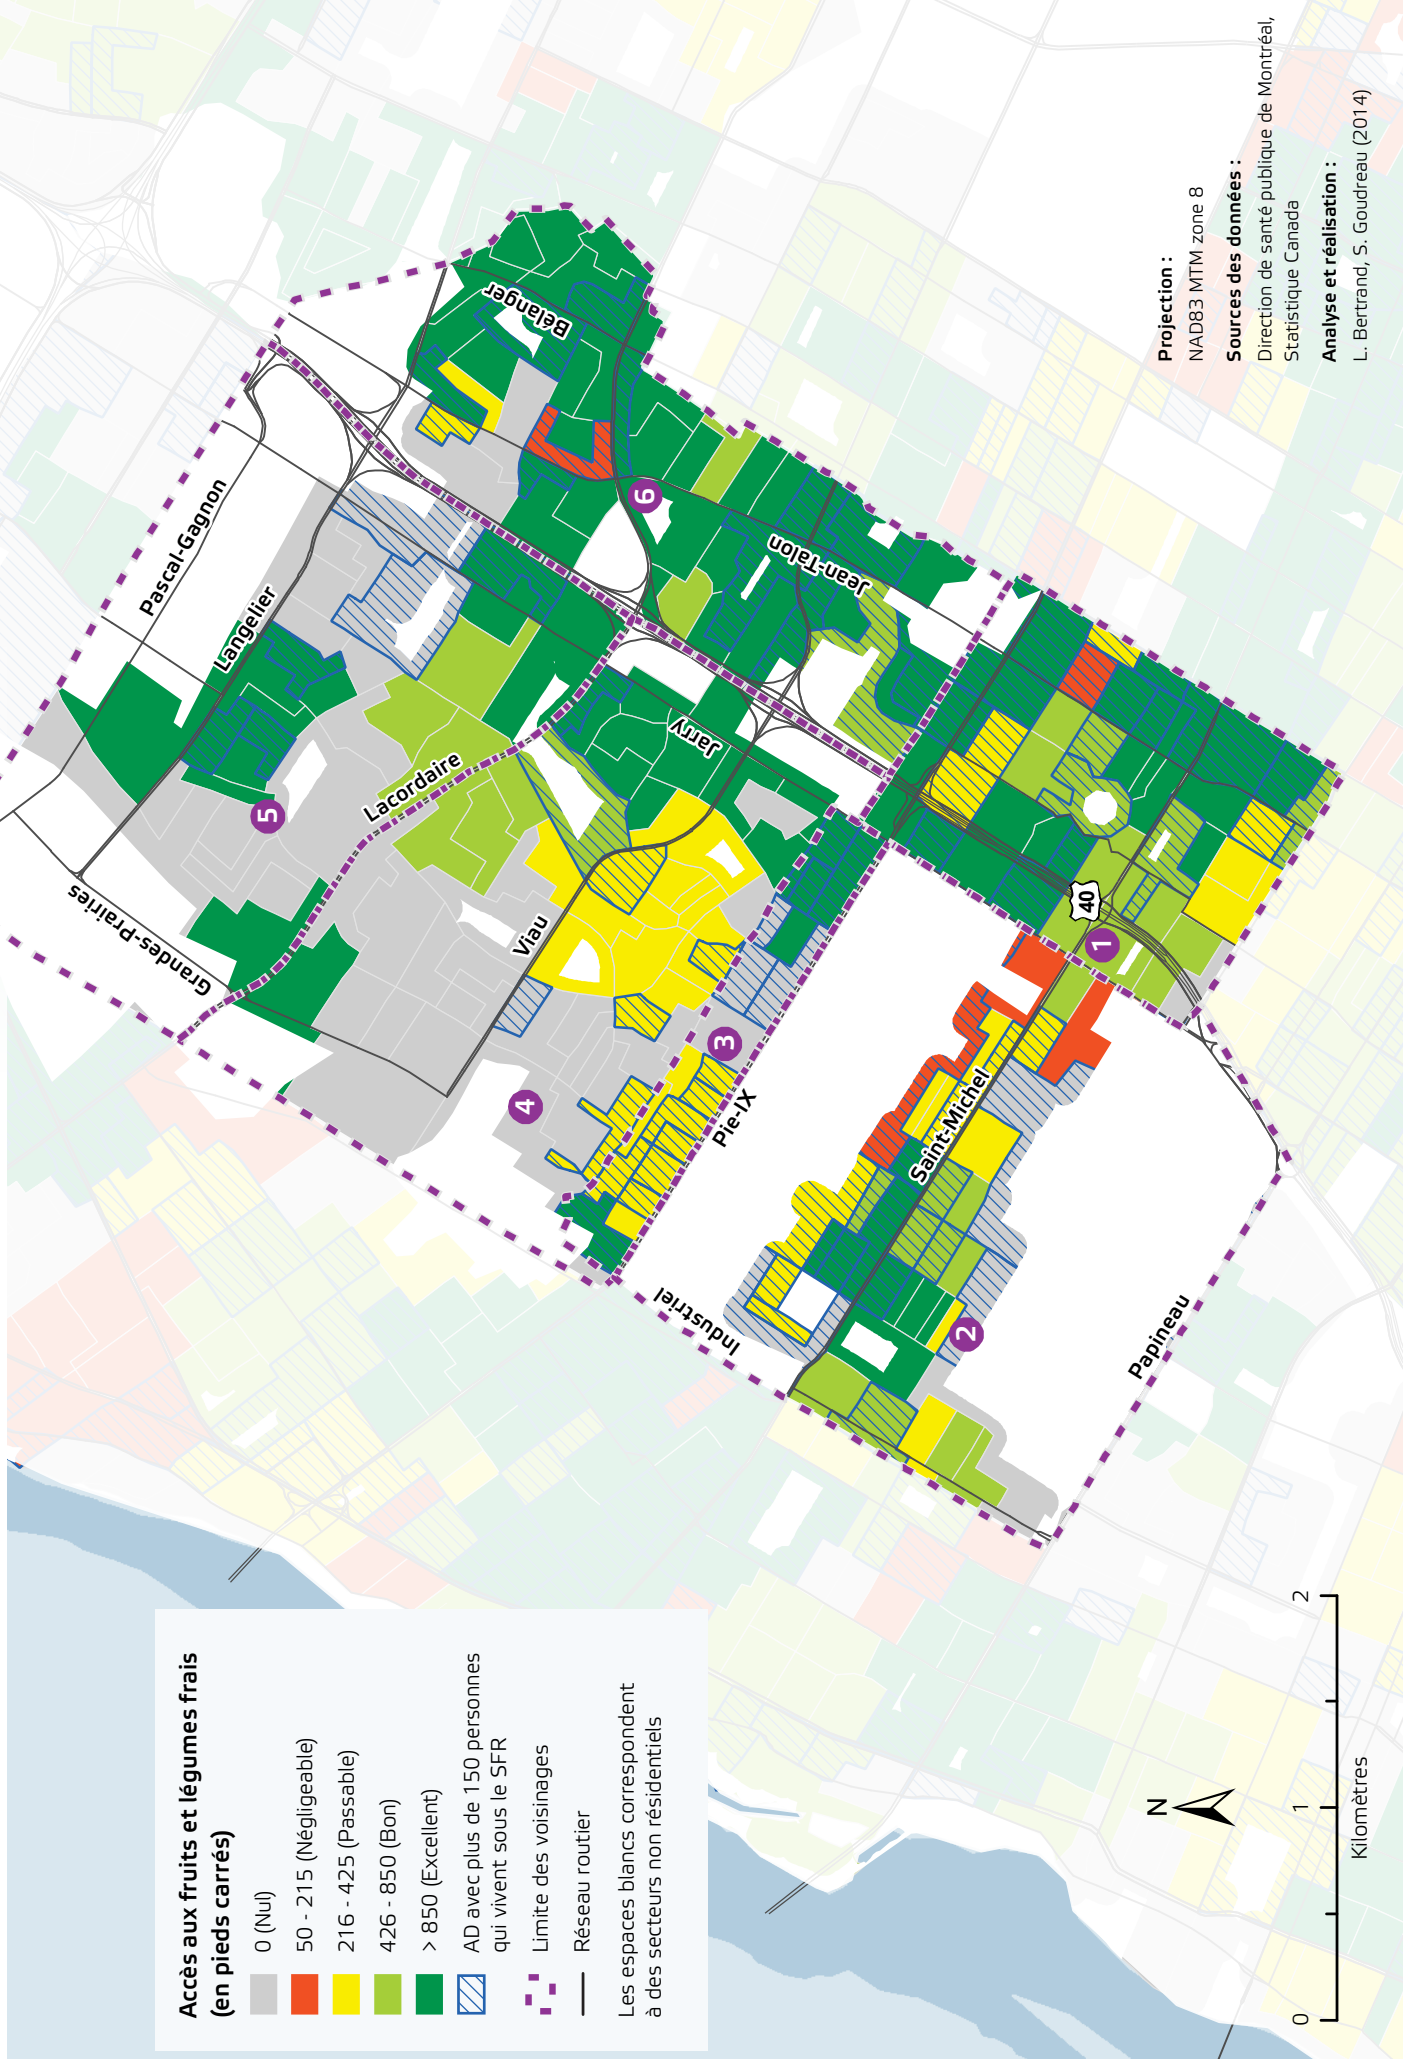 Accès aux fruits et légumes frais
(en pieds carrés)
0 (Nul)
50 - 215 (Négligeable)
216 - 425 (Passable)
426 - 850 (Bon)
> 850 (Excellent)
AD avec plus de 150 personnes
qui vivent sous le SFR
Limite des voisinages
Réseau routier
Les espaces blancs correspondent
à des secteurs non résidentiels
Grandes-Prairies
Langelier
Pascal-Gagnon
Lacordaire
Viau
Jarry
Bélanger
Jean-Talon
Pie-IX
Industriel
Saint-Michel
Papineau
40
1
2
3
4
5
6
N
0
1
2
Kilomètres
Projection :
NAD83 MTM zone 8
Sources des données :
Direction de santé publique de Montréal,
Statistique Canada
Analyse et réalisation :
L. Bertrand, S. Goudreau (2014)